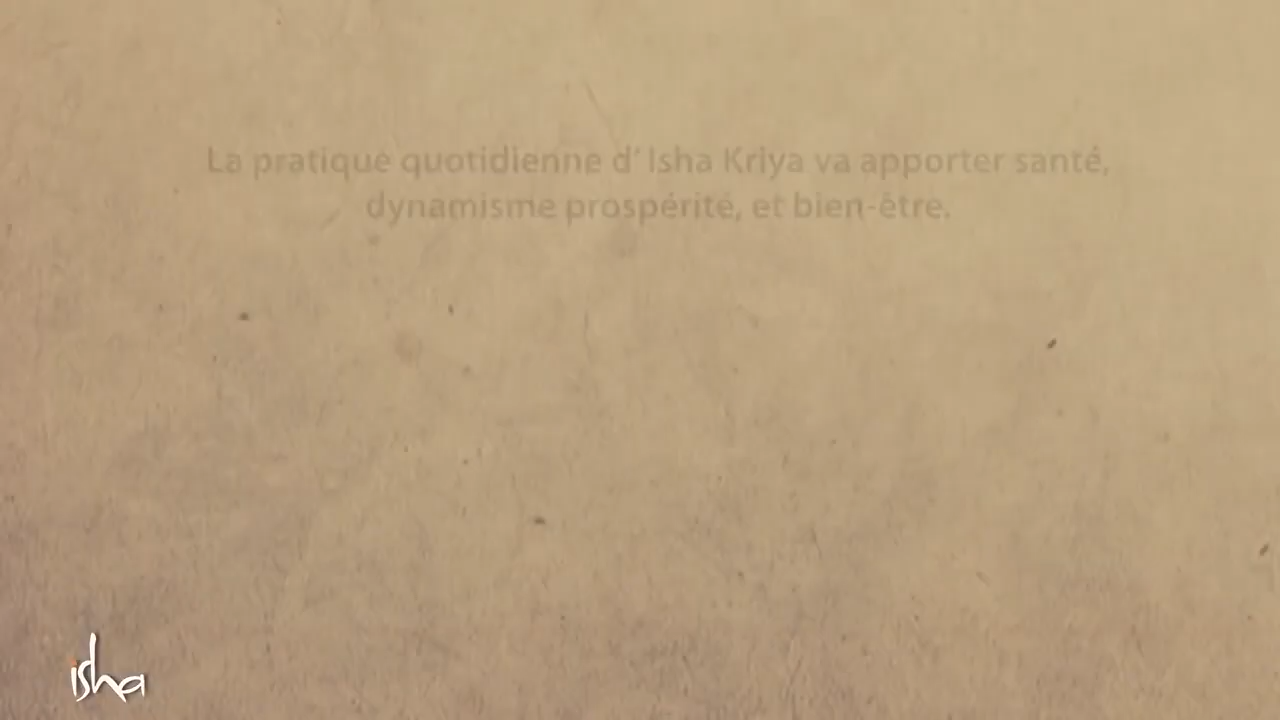 La pratique quotidienne d' Isha Kriya va apporter santé,
dynamisme prospérité, et bien-être.
isha